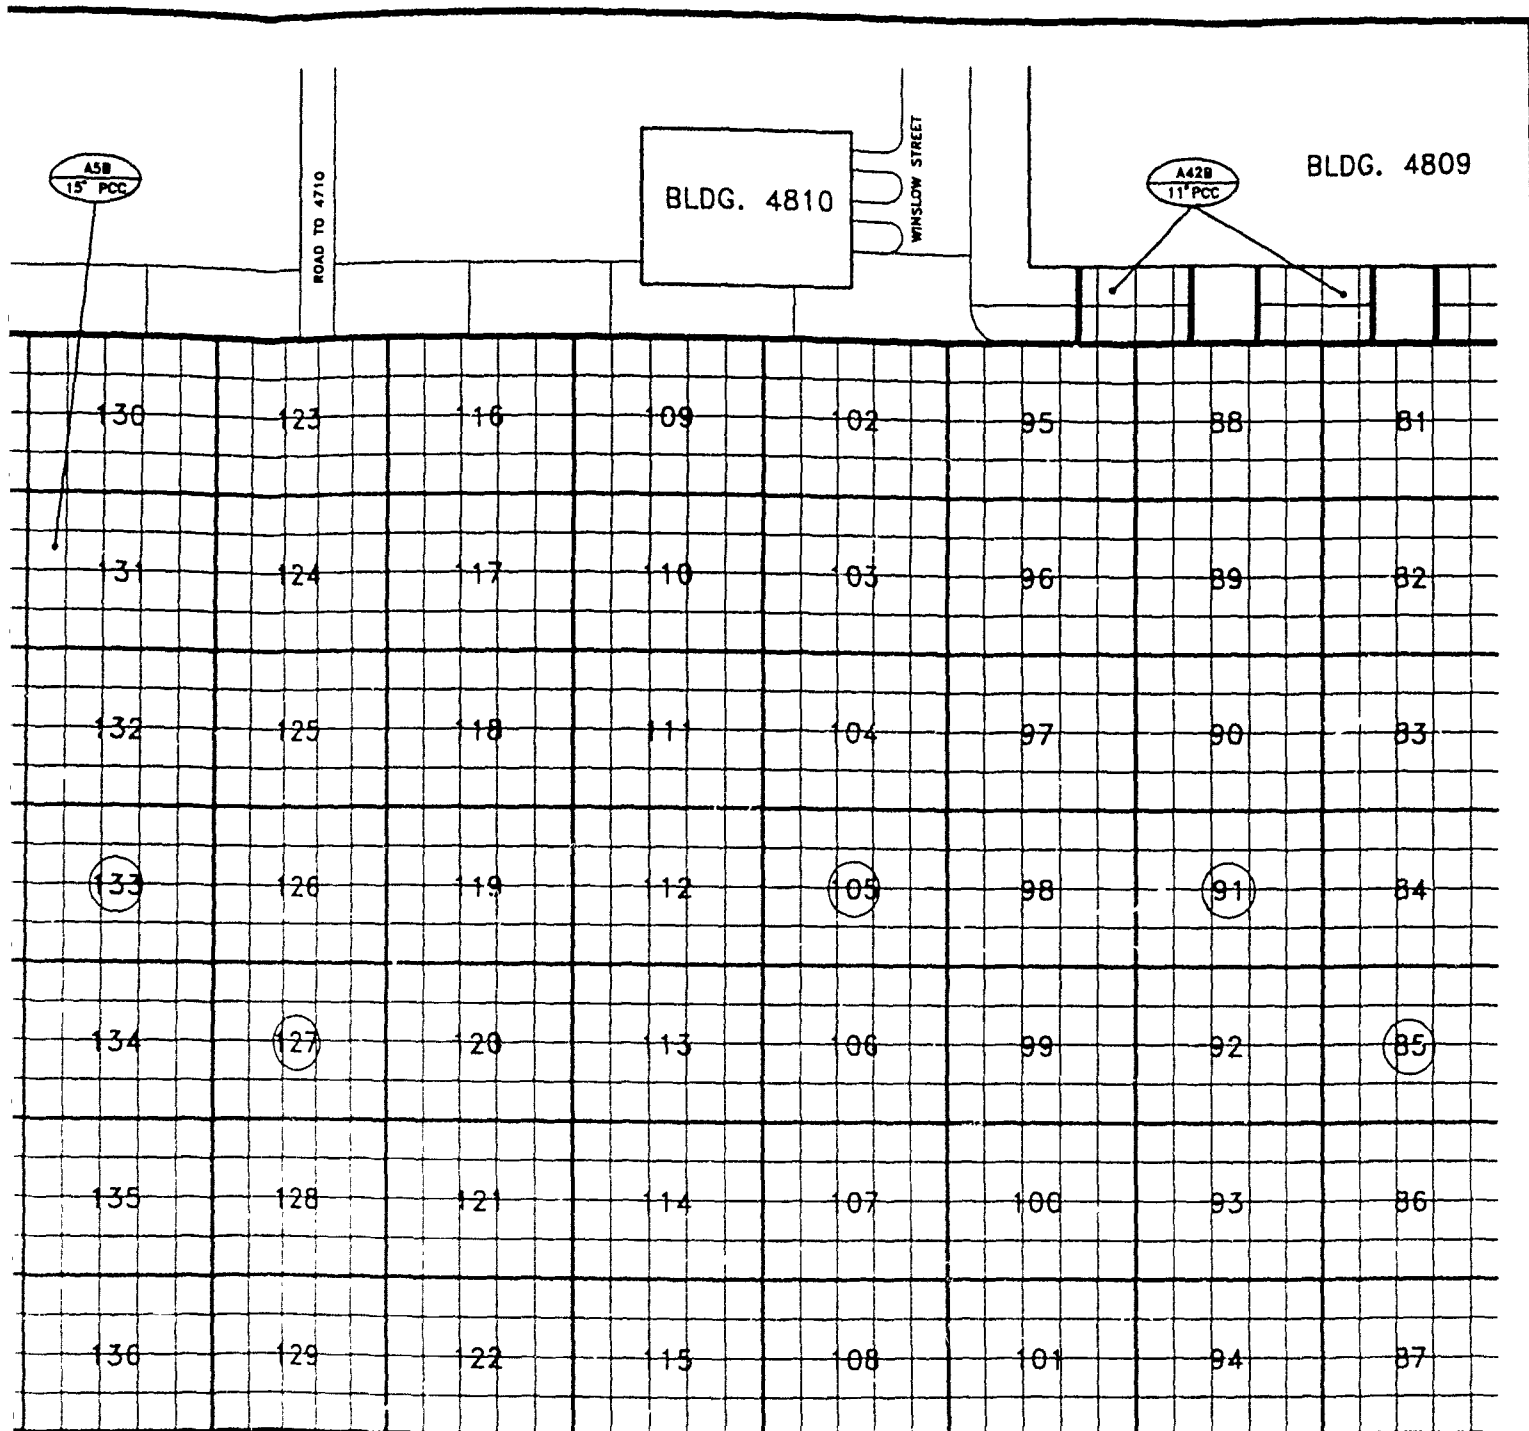 A5B
15" PCC
ROAD TO 4710
BLDG. 4810
WINSLOW STREET
A42B
11" PCC
BLDG. 4809
130 123 116 109 102 95 88 81
131 124 117 110 103 96 89 82
132 125 118 111 104 97 90 83
133 126 119 112 105 98 91 84
134 127 120 113 106 99 92 85
135 128 121 114 107 100 93 86
136 129 122 115 108 101 94 87